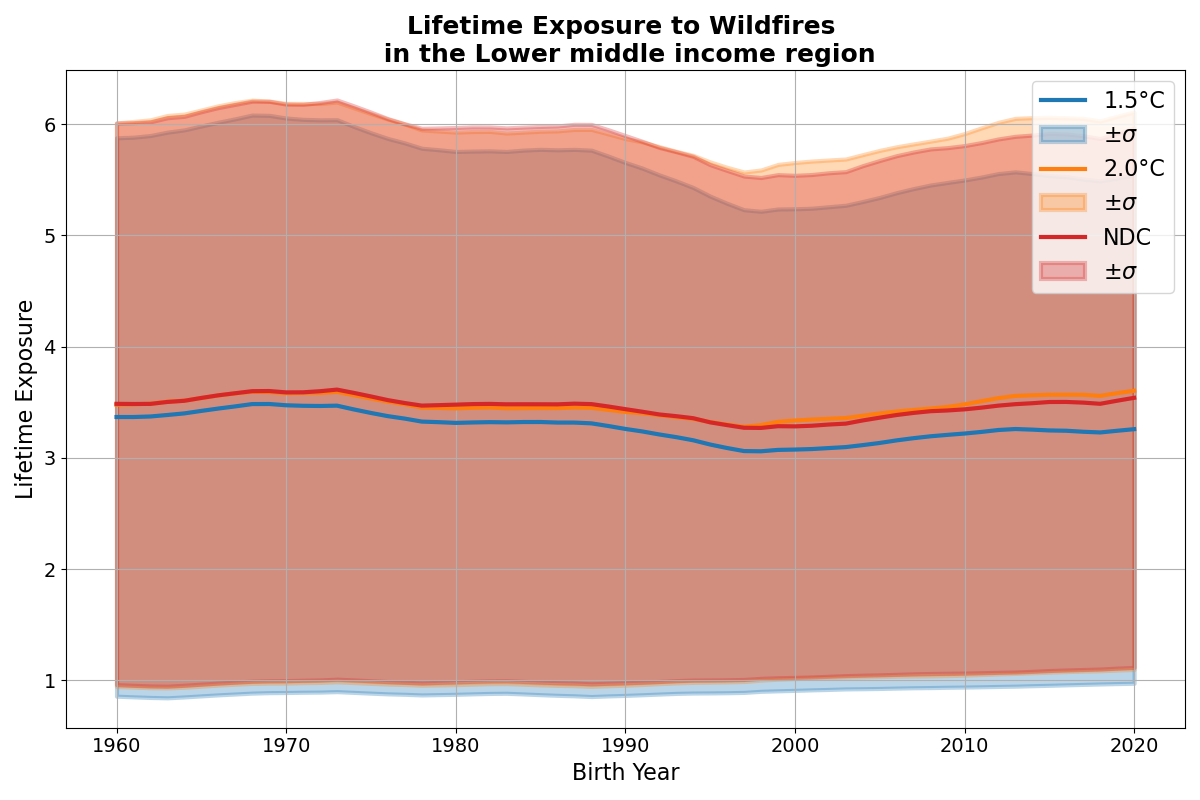 Lifetime Exposure to Wildfires
in the Lower middle income region
1.5°C
±σ
2.0°C
±σ
NDC
±σ
Lifetime Exposure
6
5
4
3
2
1
1960 1970 1980 1990 2000 2010 2020
Birth Year